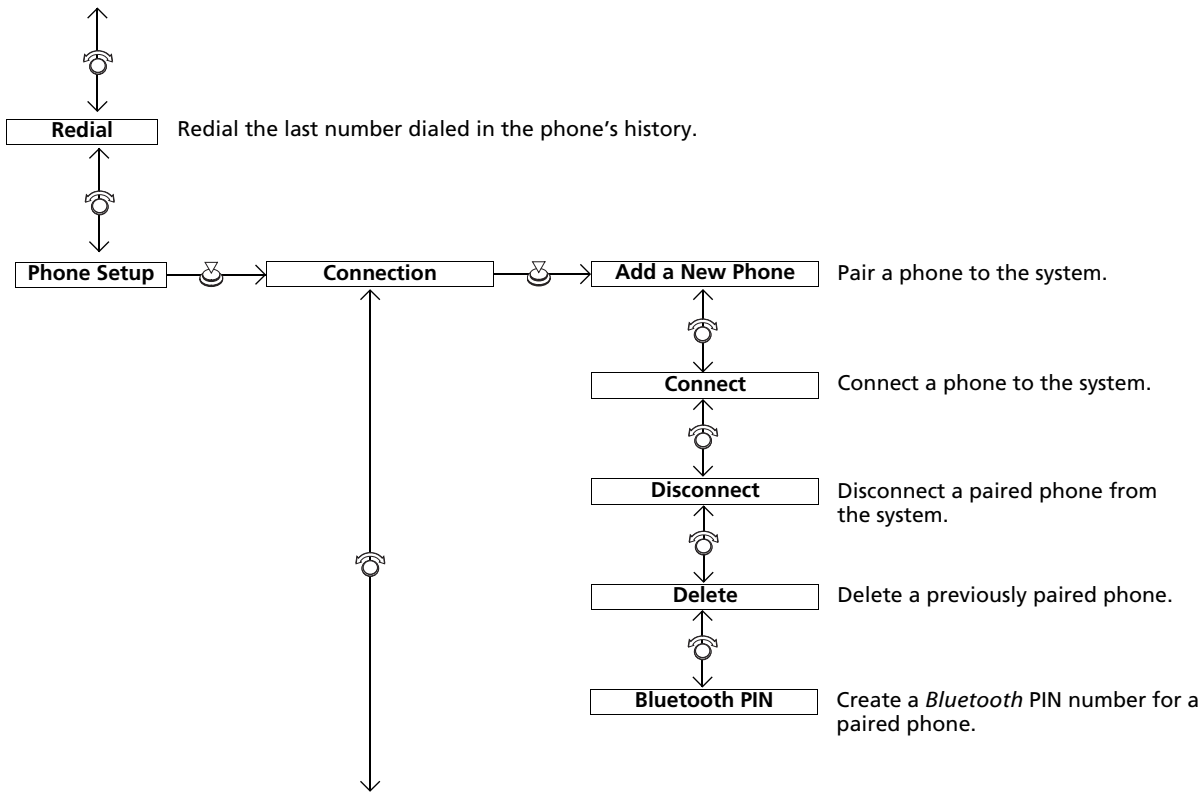 Redial
Redial the last number dialed in the phone’s history.
Phone Setup
Connection
Add a New Phone
Pair a phone to the system.
Connect
Connect a phone to the system.
Disconnect
Disconnect a paired phone from
the system.
Delete
Delete a previously paired phone.
Bluetooth PIN
Create a Bluetooth PIN number for a
paired phone.